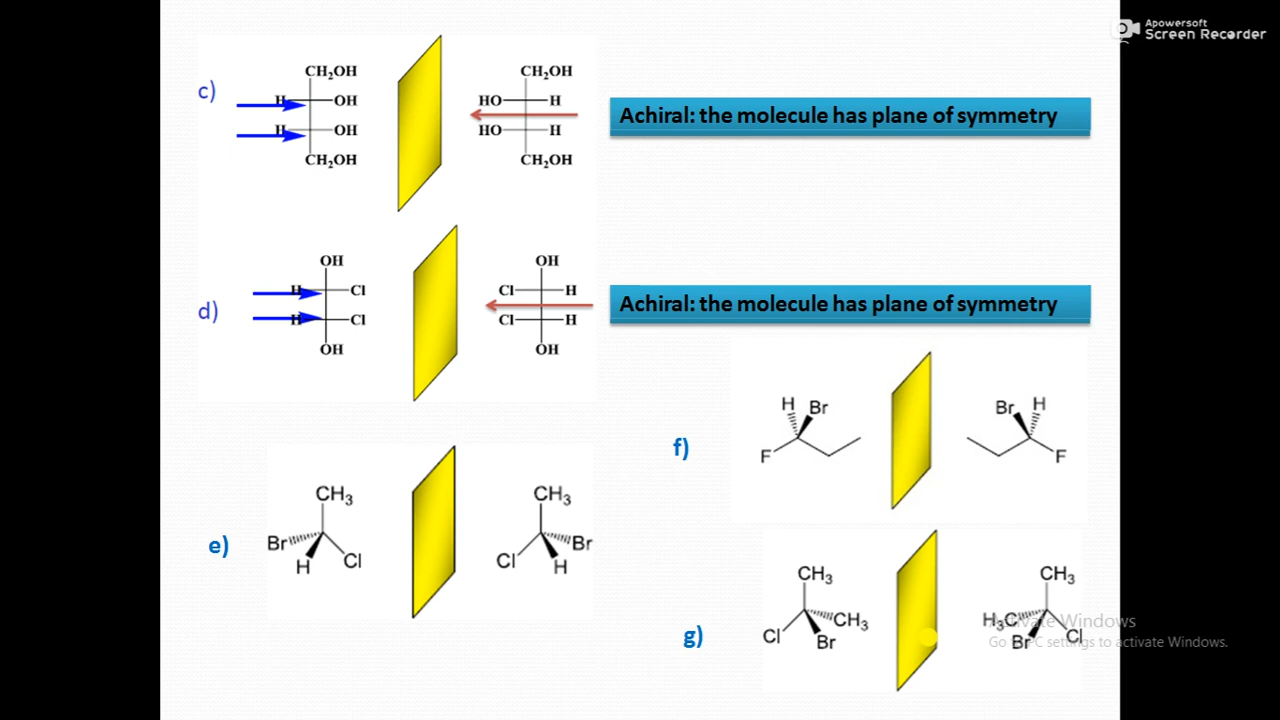 Apowersoft
Screen Recorder
c)
CH₂OH CH₂OH
H OH HO H
H OH HO H
CH₂OH CH₂OH
Achiral: the molecule has plane of symmetry
d)
OH OH
H Cl Cl H
H Cl Cl H
OH OH
Achiral: the molecule has plane of symmetry
e)
CH₃ CH₃
Br H Cl Cl H Br
f)
H Br Br H
F F
g)
CH₃ CH₃
Cl Br CH₃ H₃C Br Cl
Activate Windows
Go to PC settings to activate Windows.